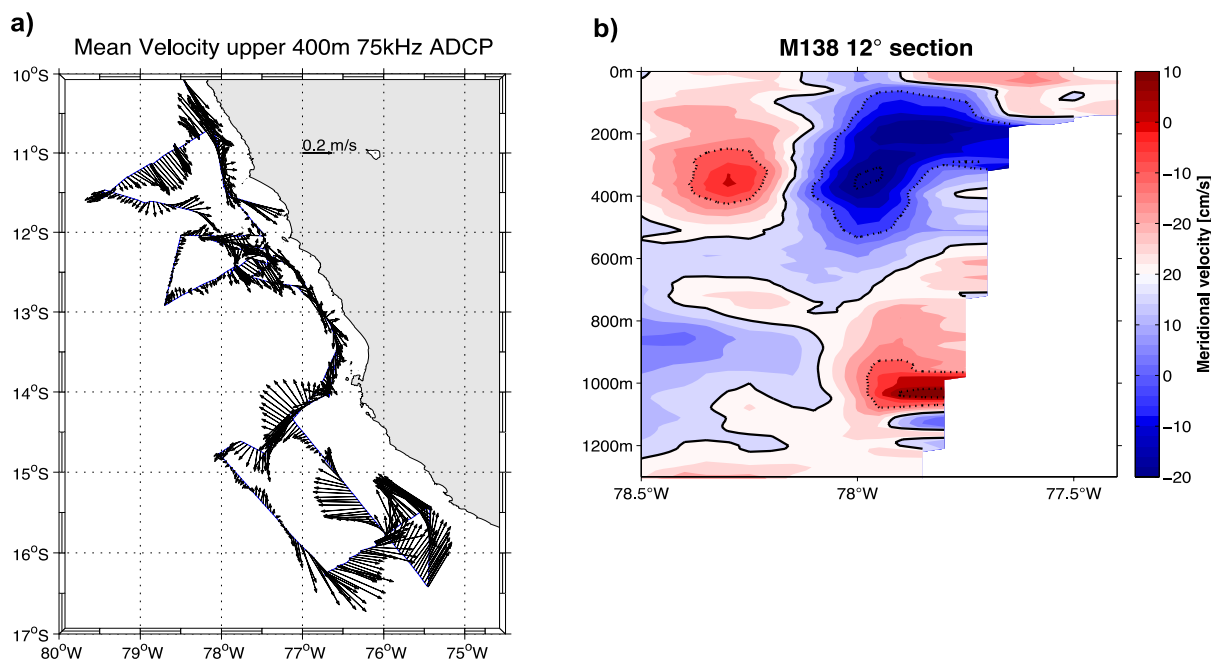 a)
Mean Velocity upper 400m 75kHz ADCP
10°S
11°S
12°S
13°S
14°S
15°S
16°S
17°S
0.2 m/s
80°W
79°W
78°W
77°W
76°W
75°W
b)
M138 12° section
0m
200m
400m
600m
800m
1000m
1200m
78.5°W
78°W
77.5°W
10
0
−10
−20
20
10
0
−10
−20
Meridional velocity [cm/s]